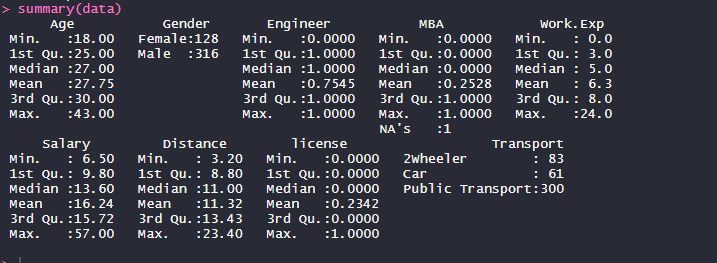 > summary(data)
      Age           Gender       Engineer           MBA            Work.Exp
 Min.   :18.00   Female:128   Min.   :0.0000   Min.   :0.0000   Min.   : 0.0
 1st Qu.:25.00   Male  :316   1st Qu.:1.0000   1st Qu.:0.0000   1st Qu.: 3.0
 Median :27.00                Median :1.0000   Median :0.0000   Median : 5.0
 Mean   :27.75                Mean   :0.7545   Mean   :0.2528   Mean   : 6.3
 3rd Qu.:30.00                3rd Qu.:1.0000   3rd Qu.:1.0000   3rd Qu.: 8.0
 Max.   :43.00                Max.   :1.0000   Max.   :1.0000   Max.   :24.0
                                               NA's   :1
     Salary         Distance        license                  Transport
 Min.   : 6.50   Min.   : 3.20   Min.   :0.0000   2Wheeler        : 83
 1st Qu.: 9.80   1st Qu.: 8.80   1st Qu.:0.0000   Car             : 61
 Median :13.60   Median :11.00   Median :0.0000   Public Transport:300
 Mean   :16.24   Mean   :11.32   Mean   :0.2342
 3rd Qu.:15.72   3rd Qu.:13.43   3rd Qu.:0.0000
 Max.   :57.00   Max.   :23.40   Max.   :1.0000